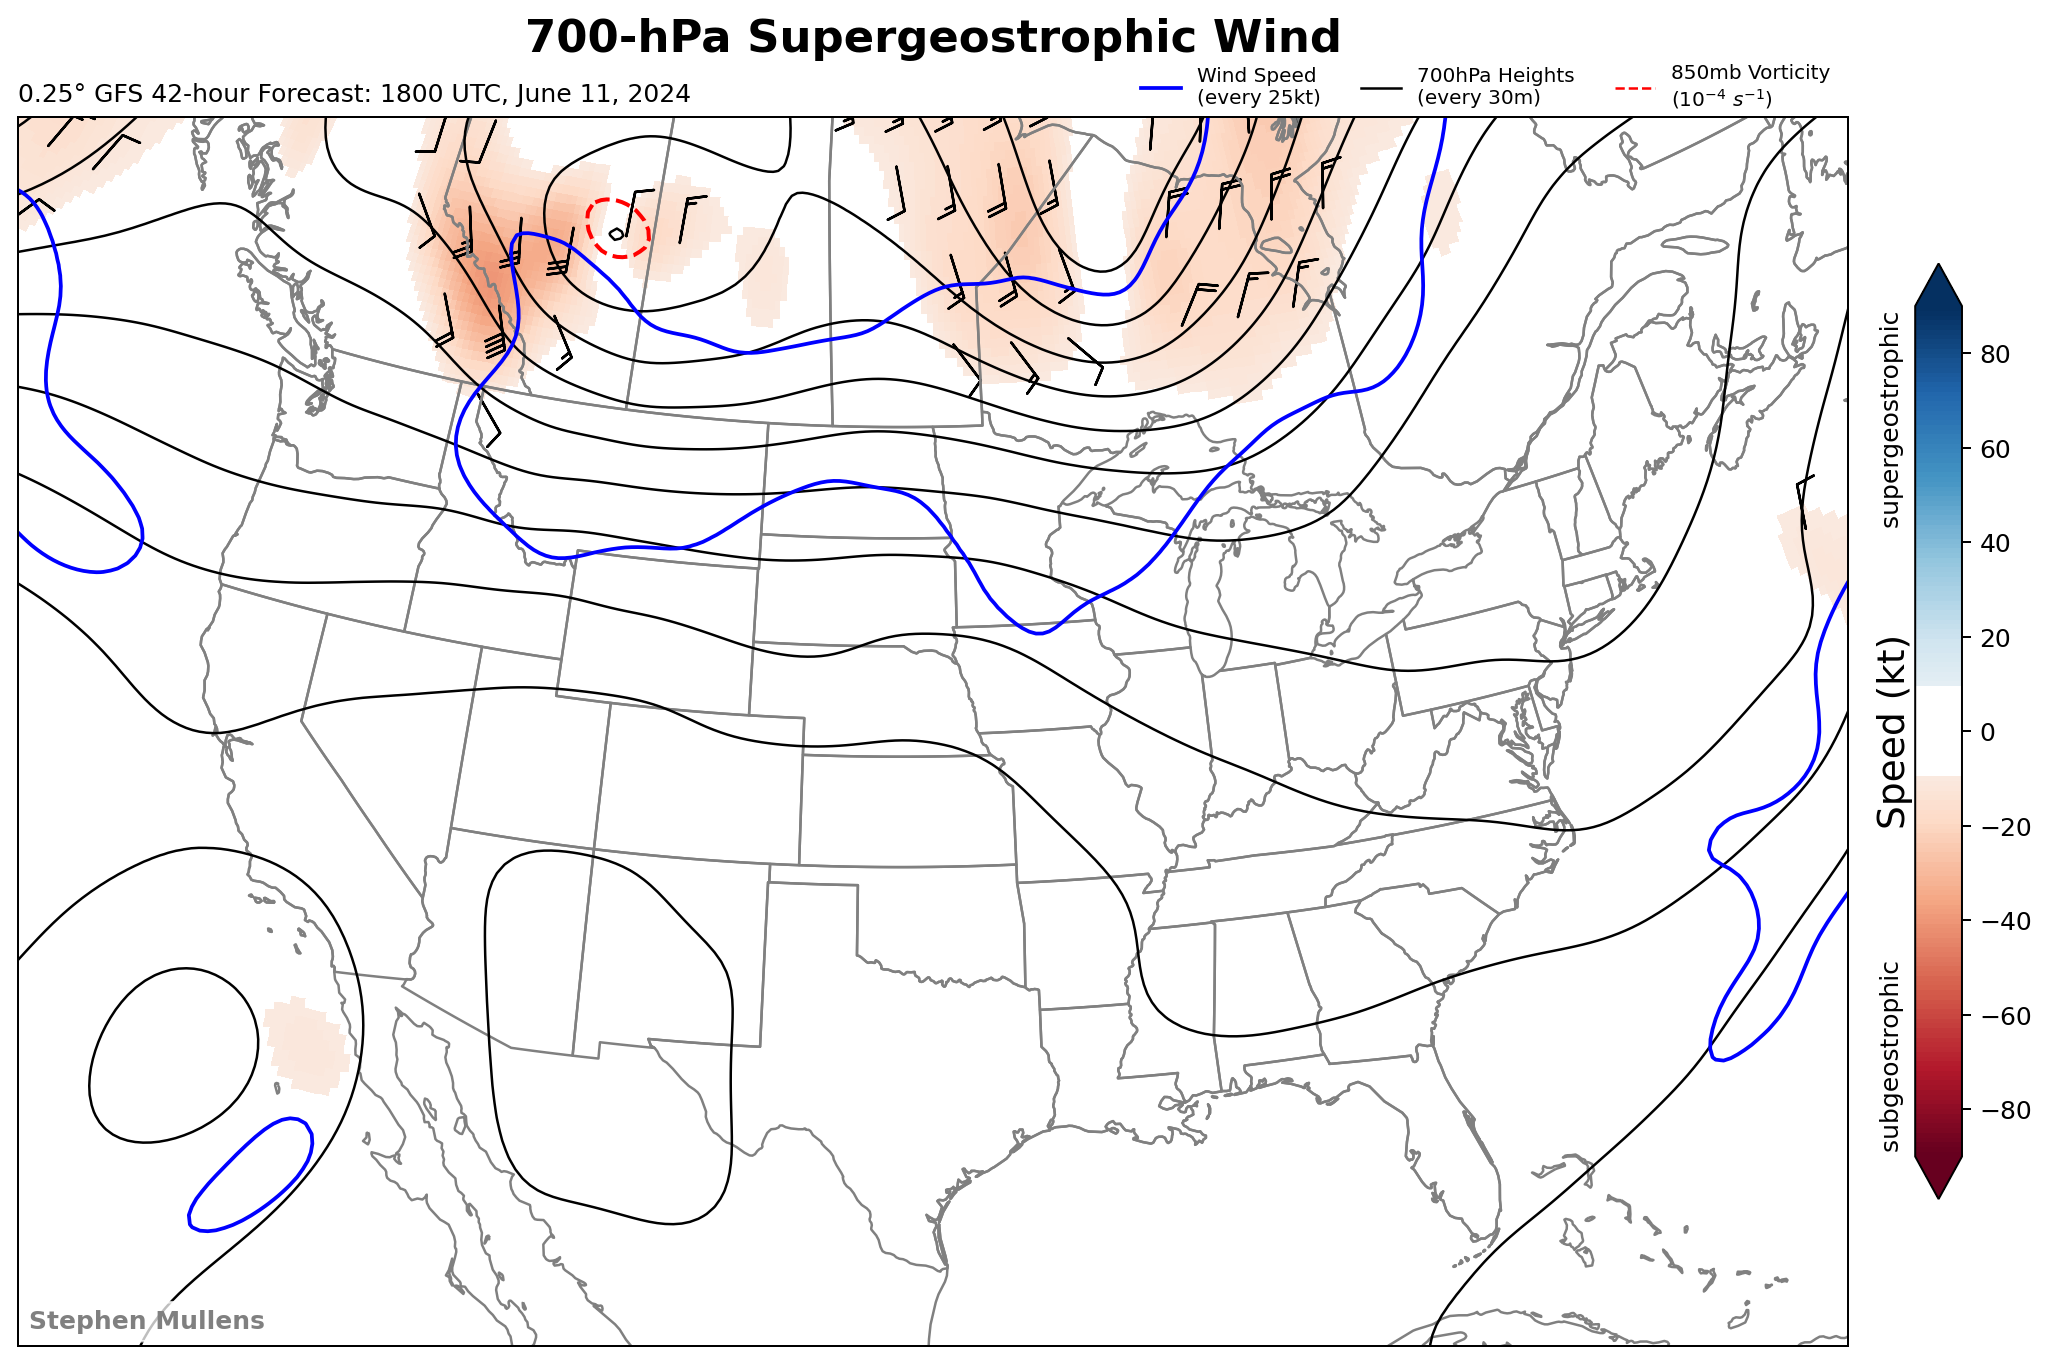 700-hPa Supergeostrophic Wind
0.25° GFS 42-hour Forecast: 1800 UTC, June 11, 2024
Wind Speed
(every 25kt)
700hPa Heights
(every 30m)
850mb Vorticity
(10⁻⁴ s⁻¹)
supergeostrophic
Speed (kt)
subgeostrophic
80
60
40
20
0
−20
−40
−60
−80
Stephen Mullens